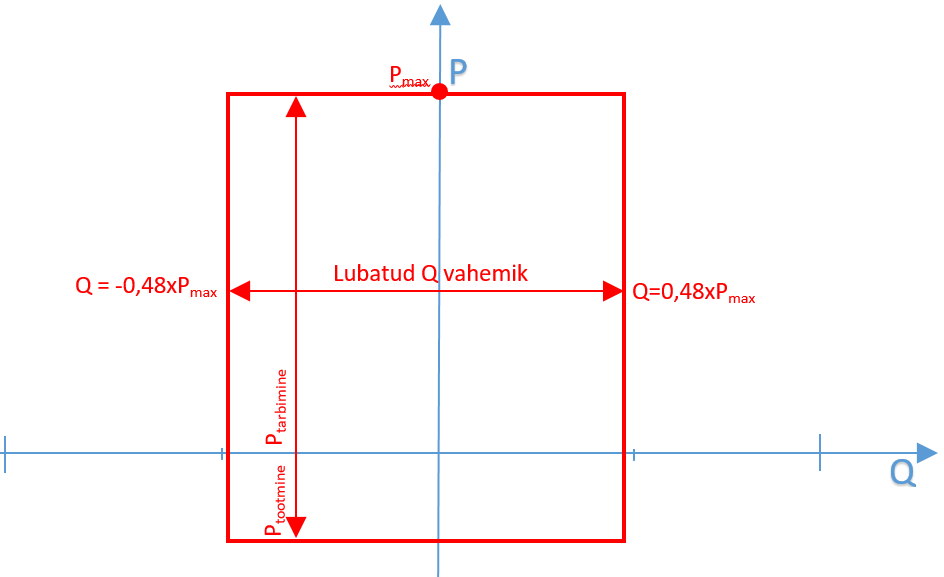 P
Pmax
Lubatud Q vahemik
Q = -0,48xPmax
Q=0,48xPmax
Ptarbimine
Ptootmine
Q